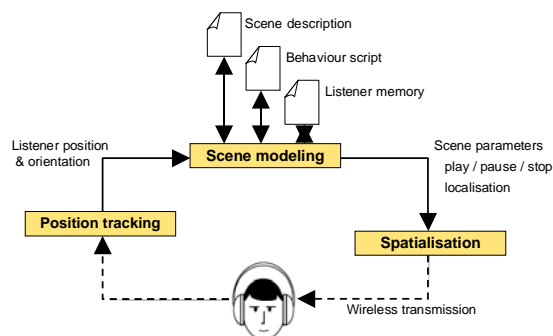 Scene description
Behaviour script
Listener memory
Listener position
& orientation
Scene modeling
Scene parameters
play / pause / stop
localisation
Position tracking
Spatialisation
Wireless transmission